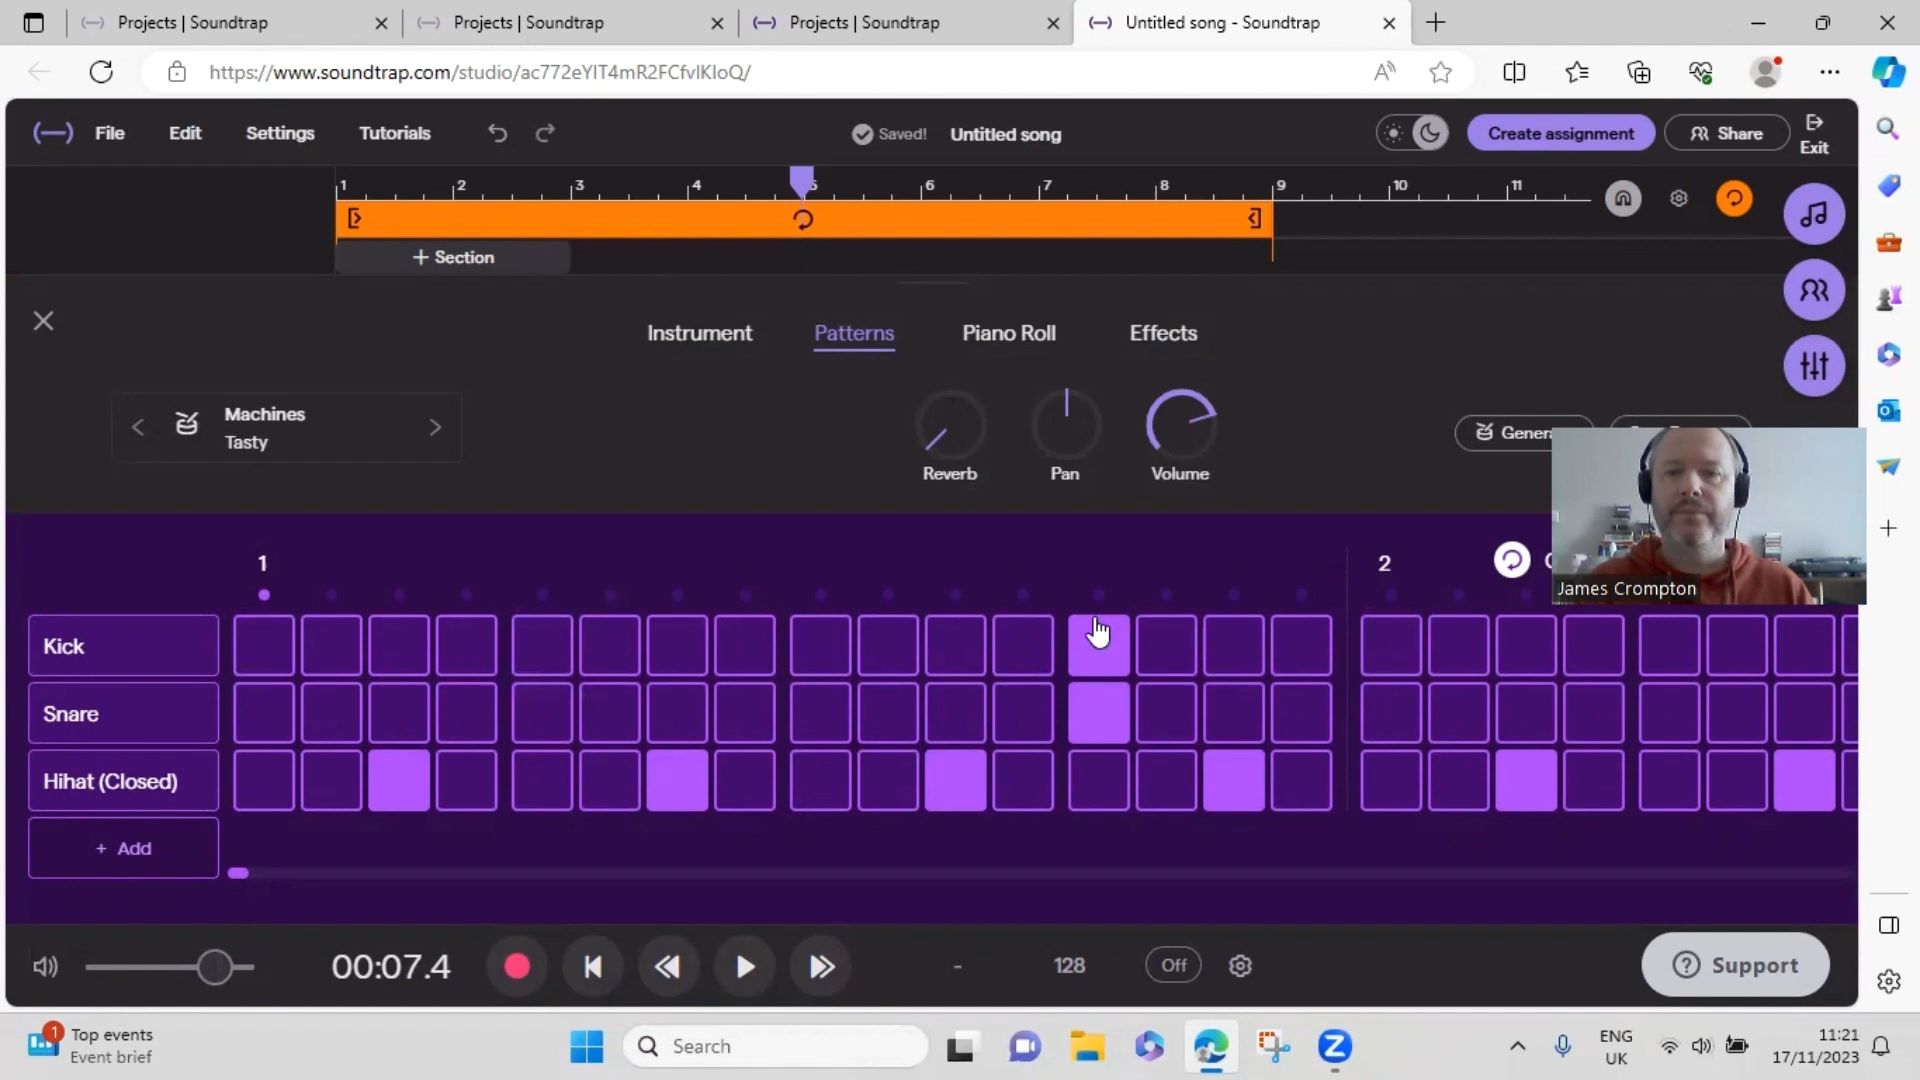 Projects | Soundtrap
Projects | Soundtrap
Projects | Soundtrap
Untitled song - Soundtrap
https://www.soundtrap.com/studio/ac772eYIT4mR2FCfvIKIoQ/
File
Edit
Settings
Tutorials
Saved!
Untitled song
Create assignment
Share
Exit
1 2 3 4 5 6 7 8 9 10 11
+ Section
Instrument
Patterns
Piano Roll
Effects
Machines
Tasty
Reverb
Pan
Volume
Genera
James Crompton
1
2
Kick
Snare
Hihat (Closed)
+ Add
00:07.4
-
128
Off
Support
1
Top events
Event brief
Search
ENG
UK
11:21
17/11/2023